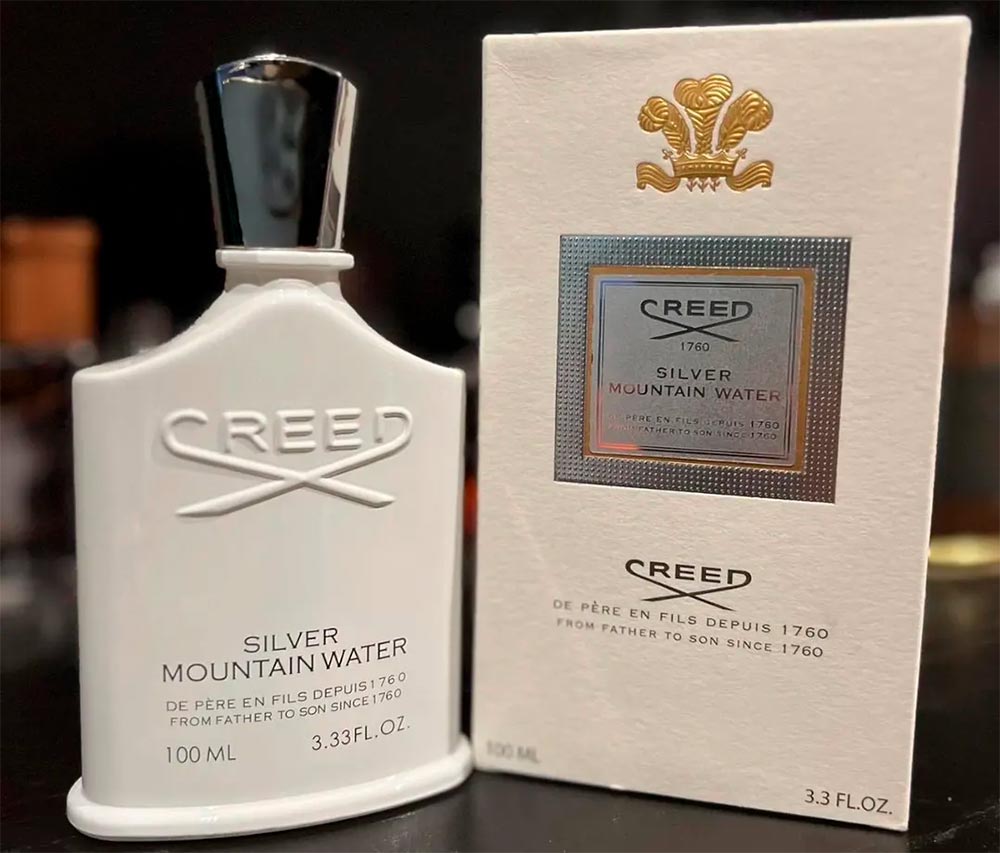 CREED
SILVER
MOUNTAIN WATER
DE PÈRE EN FILS DEPUIS 1760
FROM FATHER TO SON SINCE 1760
100 ML
3.33FL.OZ.
CREED
1760
SILVER
MOUNTAIN WATER
DE PÈRE EN FILS DEPUIS 1760
FROM FATHER TO SON SINCE 1760
CREED
DE PÈRE EN FILS DEPUIS 1760
FROM FATHER TO SON SINCE 1760
100 ML
3.3 FL.OZ.